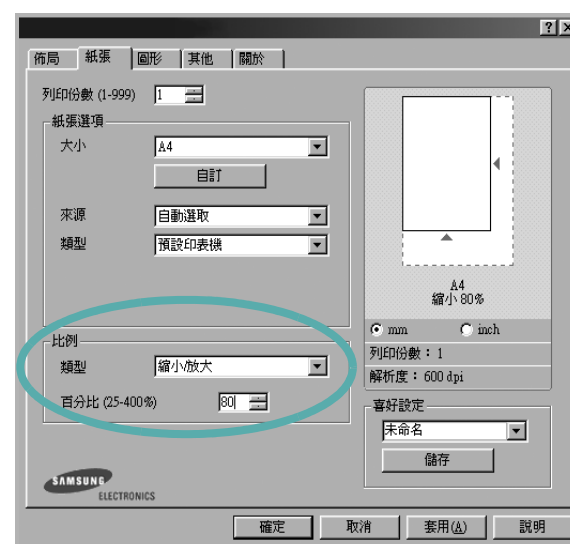 佈局 紙張 圖形 其他 關於
列印份數 (1-999) 1
紙張選項
大小 A4
自訂
來源 自動選取
類型 預設印表機
比例
類型 縮小/放大
百分比 (25-400%) 80
SAMSUNG
ELECTRONICS
A4
縮小 80%
mm inch
列印份數：1
解析度：600 dpi
喜好設定
未命名
儲存
確定 取消 套用(A) 說明